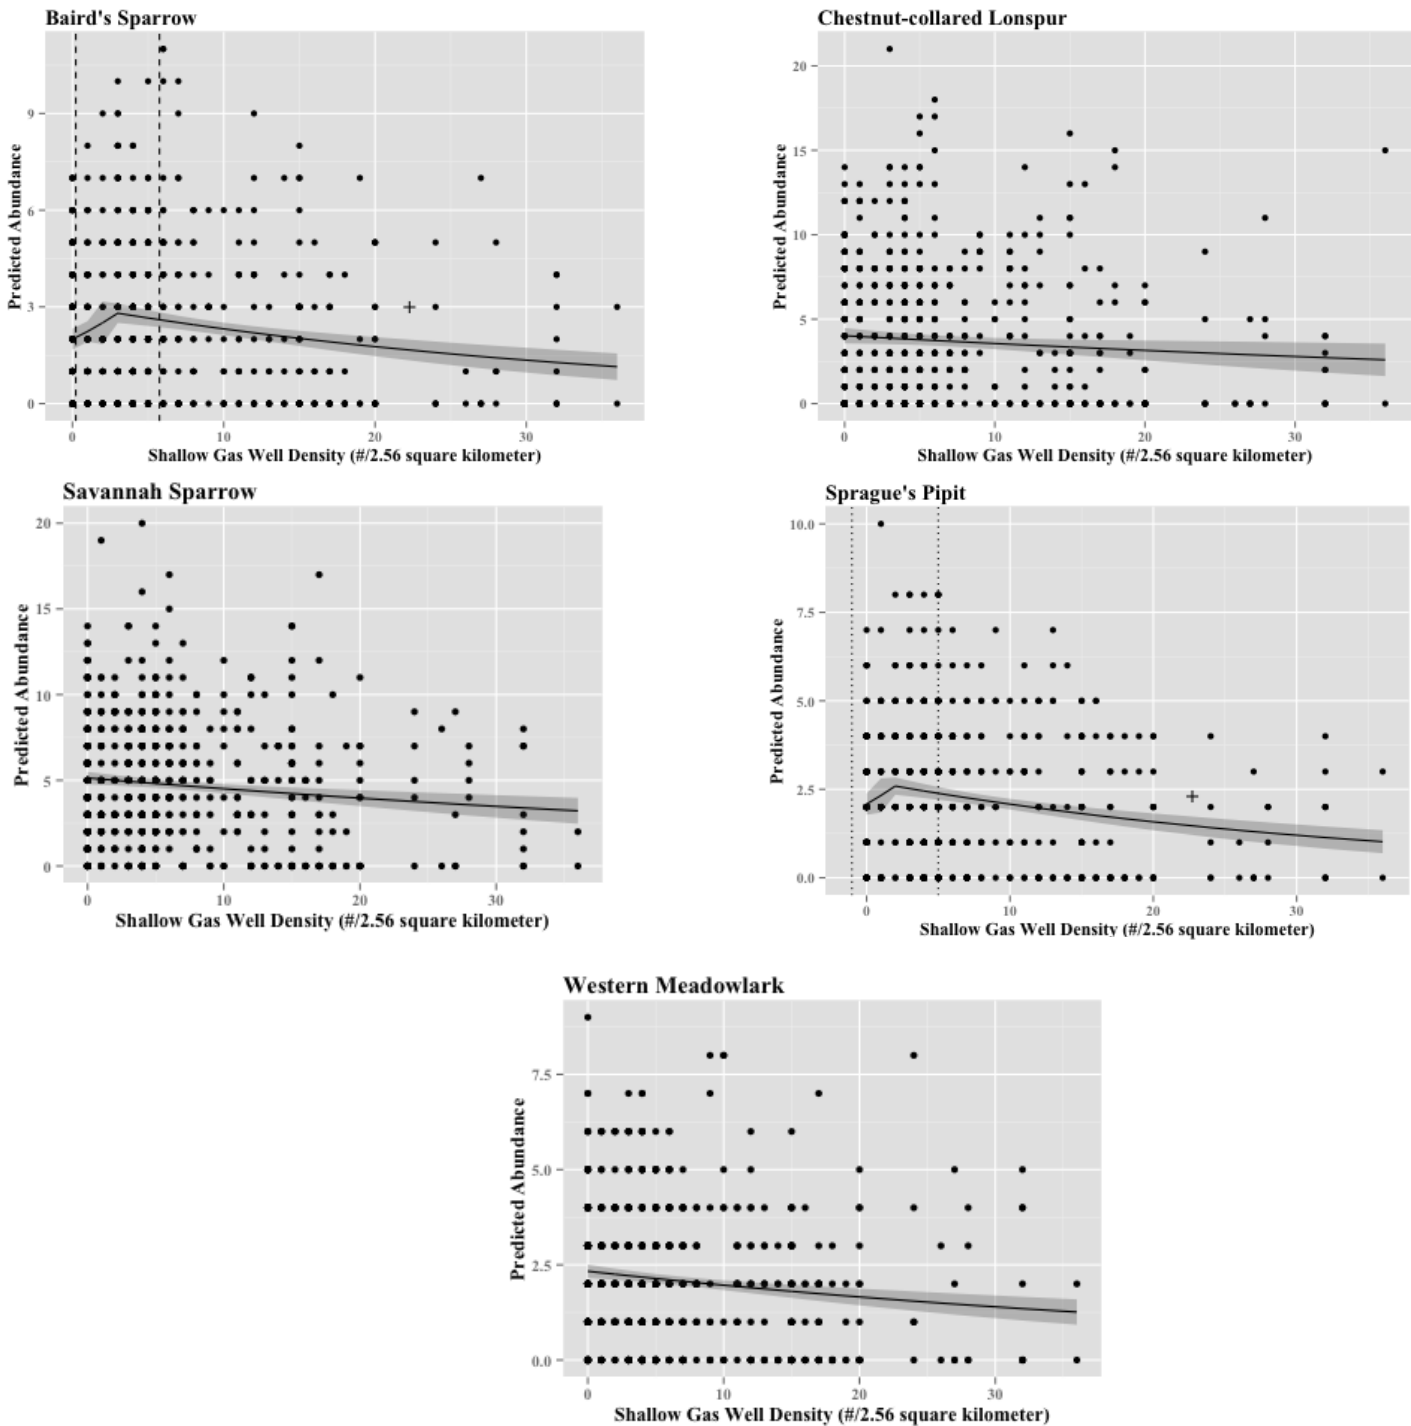 Baird's Sparrow
Predicted Abundance
9
6
3
0
0 10 20 30
Shallow Gas Well Density (#/2.56 square kilometer)
Chestnut-collared Lonspur
Predicted Abundance
20
15
10
5
0
0 10 20 30
Shallow Gas Well Density (#/2.56 square kilometer)
Savannah Sparrow
Predicted Abundance
20
15
10
5
0
0 10 20 30
Shallow Gas Well Density (#/2.56 square kilometer)
Sprague's Pipit
Predicted Abundance
10.0
7.5
5.0
2.5
0.0
0 10 20 30
Shallow Gas Well Density (#/2.56 square kilometer)
Western Meadowlark
Predicted Abundance
7.5
5.0
2.5
0.0
0 10 20 30
Shallow Gas Well Density (#/2.56 square kilometer)